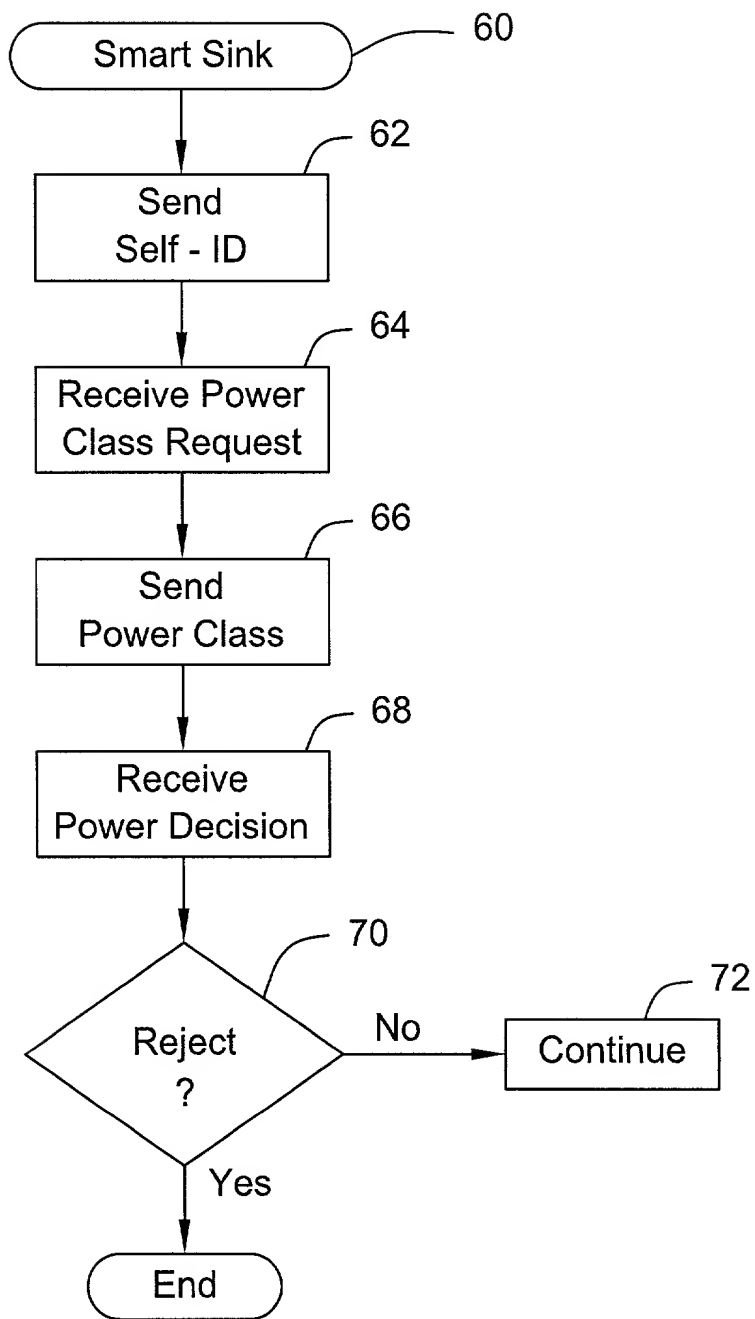 Smart Sink
60
62
Send
Self - ID
64
Receive Power
Class Request
66
Send
Power Class
68
Receive
Power Decision
70
Reject
?
No
72
Continue
Yes
End